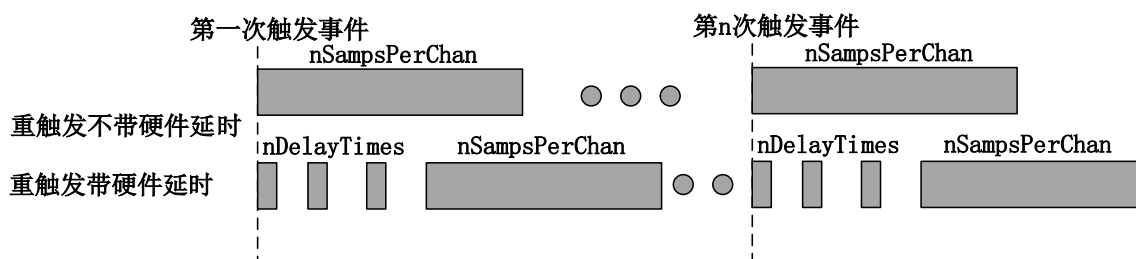 第一次触发事件
第n次触发事件
nSampsPerChan
nSampsPerChan
重触发不带硬件延时
nDelayTimes
nSampsPerChan
nDelayTimes
nSampsPerChan
重触发带硬件延时